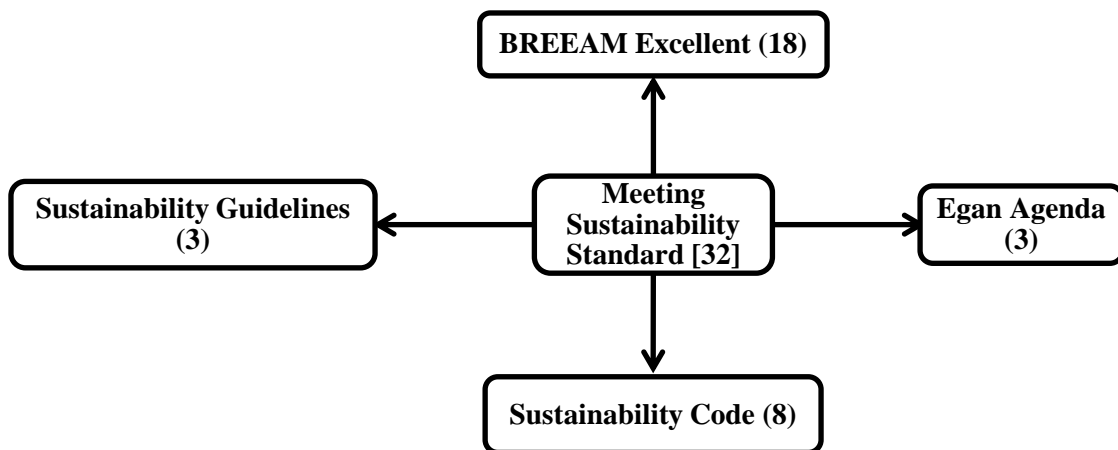 BREEAM Excellent (18)
Sustainability Guidelines
(3)
Meeting
Sustainability
Standard [32]
Egan Agenda
(3)
Sustainability Code (8)